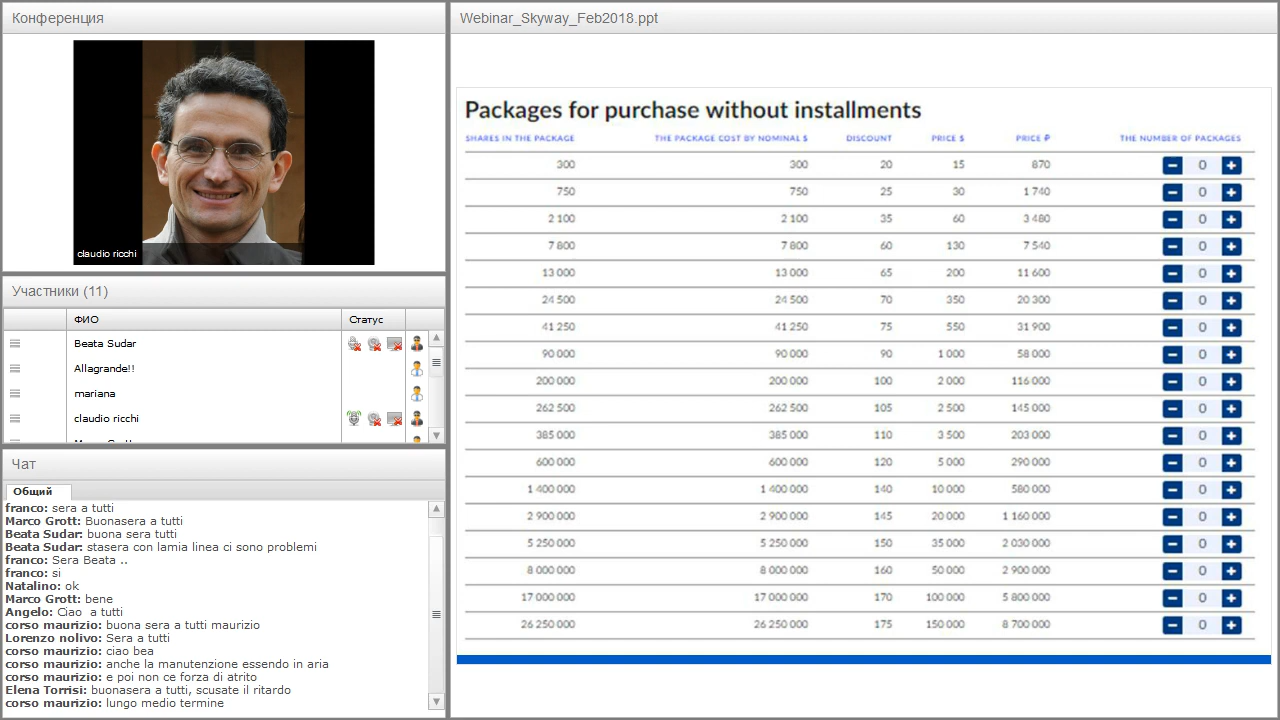 Конференция
claudio ricchi
Участники (11)
ФИО Статус
Beata Sudar
Allagrande!!
mariana
claudio ricchi
Чат
Общий
franco: sera a tutti
Marco Grott: Buonasera a tutti
Beata Sudar: buona sera tutti
Beata Sudar: stasera con lamia linea ci sono problemi
franco: Sera Beata ..
franco: si
Natalino: ok
Marco Grott: bene
Angelo: Ciao a tutti
corso maurizio: buona sera a tutti maurizio
Lorenzo nolivo: Sera a tutti
corso maurizio: ciao bea
corso maurizio: anche la manutenzione essendo in aria
corso maurizio: e poi non ce forza di atrito
Elena Torrisi: buonasera a tutti, scusate il ritardo
corso maurizio: lungo medio termine
Webinar_Skyway_Feb2018.ppt
Packages for purchase without installments
SHARES IN THE PACKAGE THE PACKAGE COST BY NOMINAL $ DISCOUNT PRICE $ PRICE ₽ THE NUMBER OF PACKAGES
300 300 20 15 870 − 0 +
750 750 25 30 1 740 − 0 +
2 100 2 100 35 60 3 480 − 0 +
7 800 7 800 60 130 7 540 − 0 +
13 000 13 000 65 200 11 600 − 0 +
24 500 24 500 70 350 20 300 − 0 +
41 250 41 250 75 550 31 900 − 0 +
90 000 90 000 90 1 000 58 000 − 0 +
200 000 200 000 100 2 000 116 000 − 0 +
262 500 262 500 105 2 500 145 000 − 0 +
385 000 385 000 110 3 500 203 000 − 0 +
600 000 600 000 120 5 000 290 000 − 0 +
1 400 000 1 400 000 140 10 000 580 000 − 0 +
2 900 000 2 900 000 145 20 000 1 160 000 − 0 +
5 250 000 5 250 000 150 35 000 2 030 000 − 0 +
8 000 000 8 000 000 160 50 000 2 900 000 − 0 +
17 000 000 17 000 000 170 100 000 5 800 000 − 0 +
26 250 000 26 250 000 175 150 000 8 700 000 − 0 +